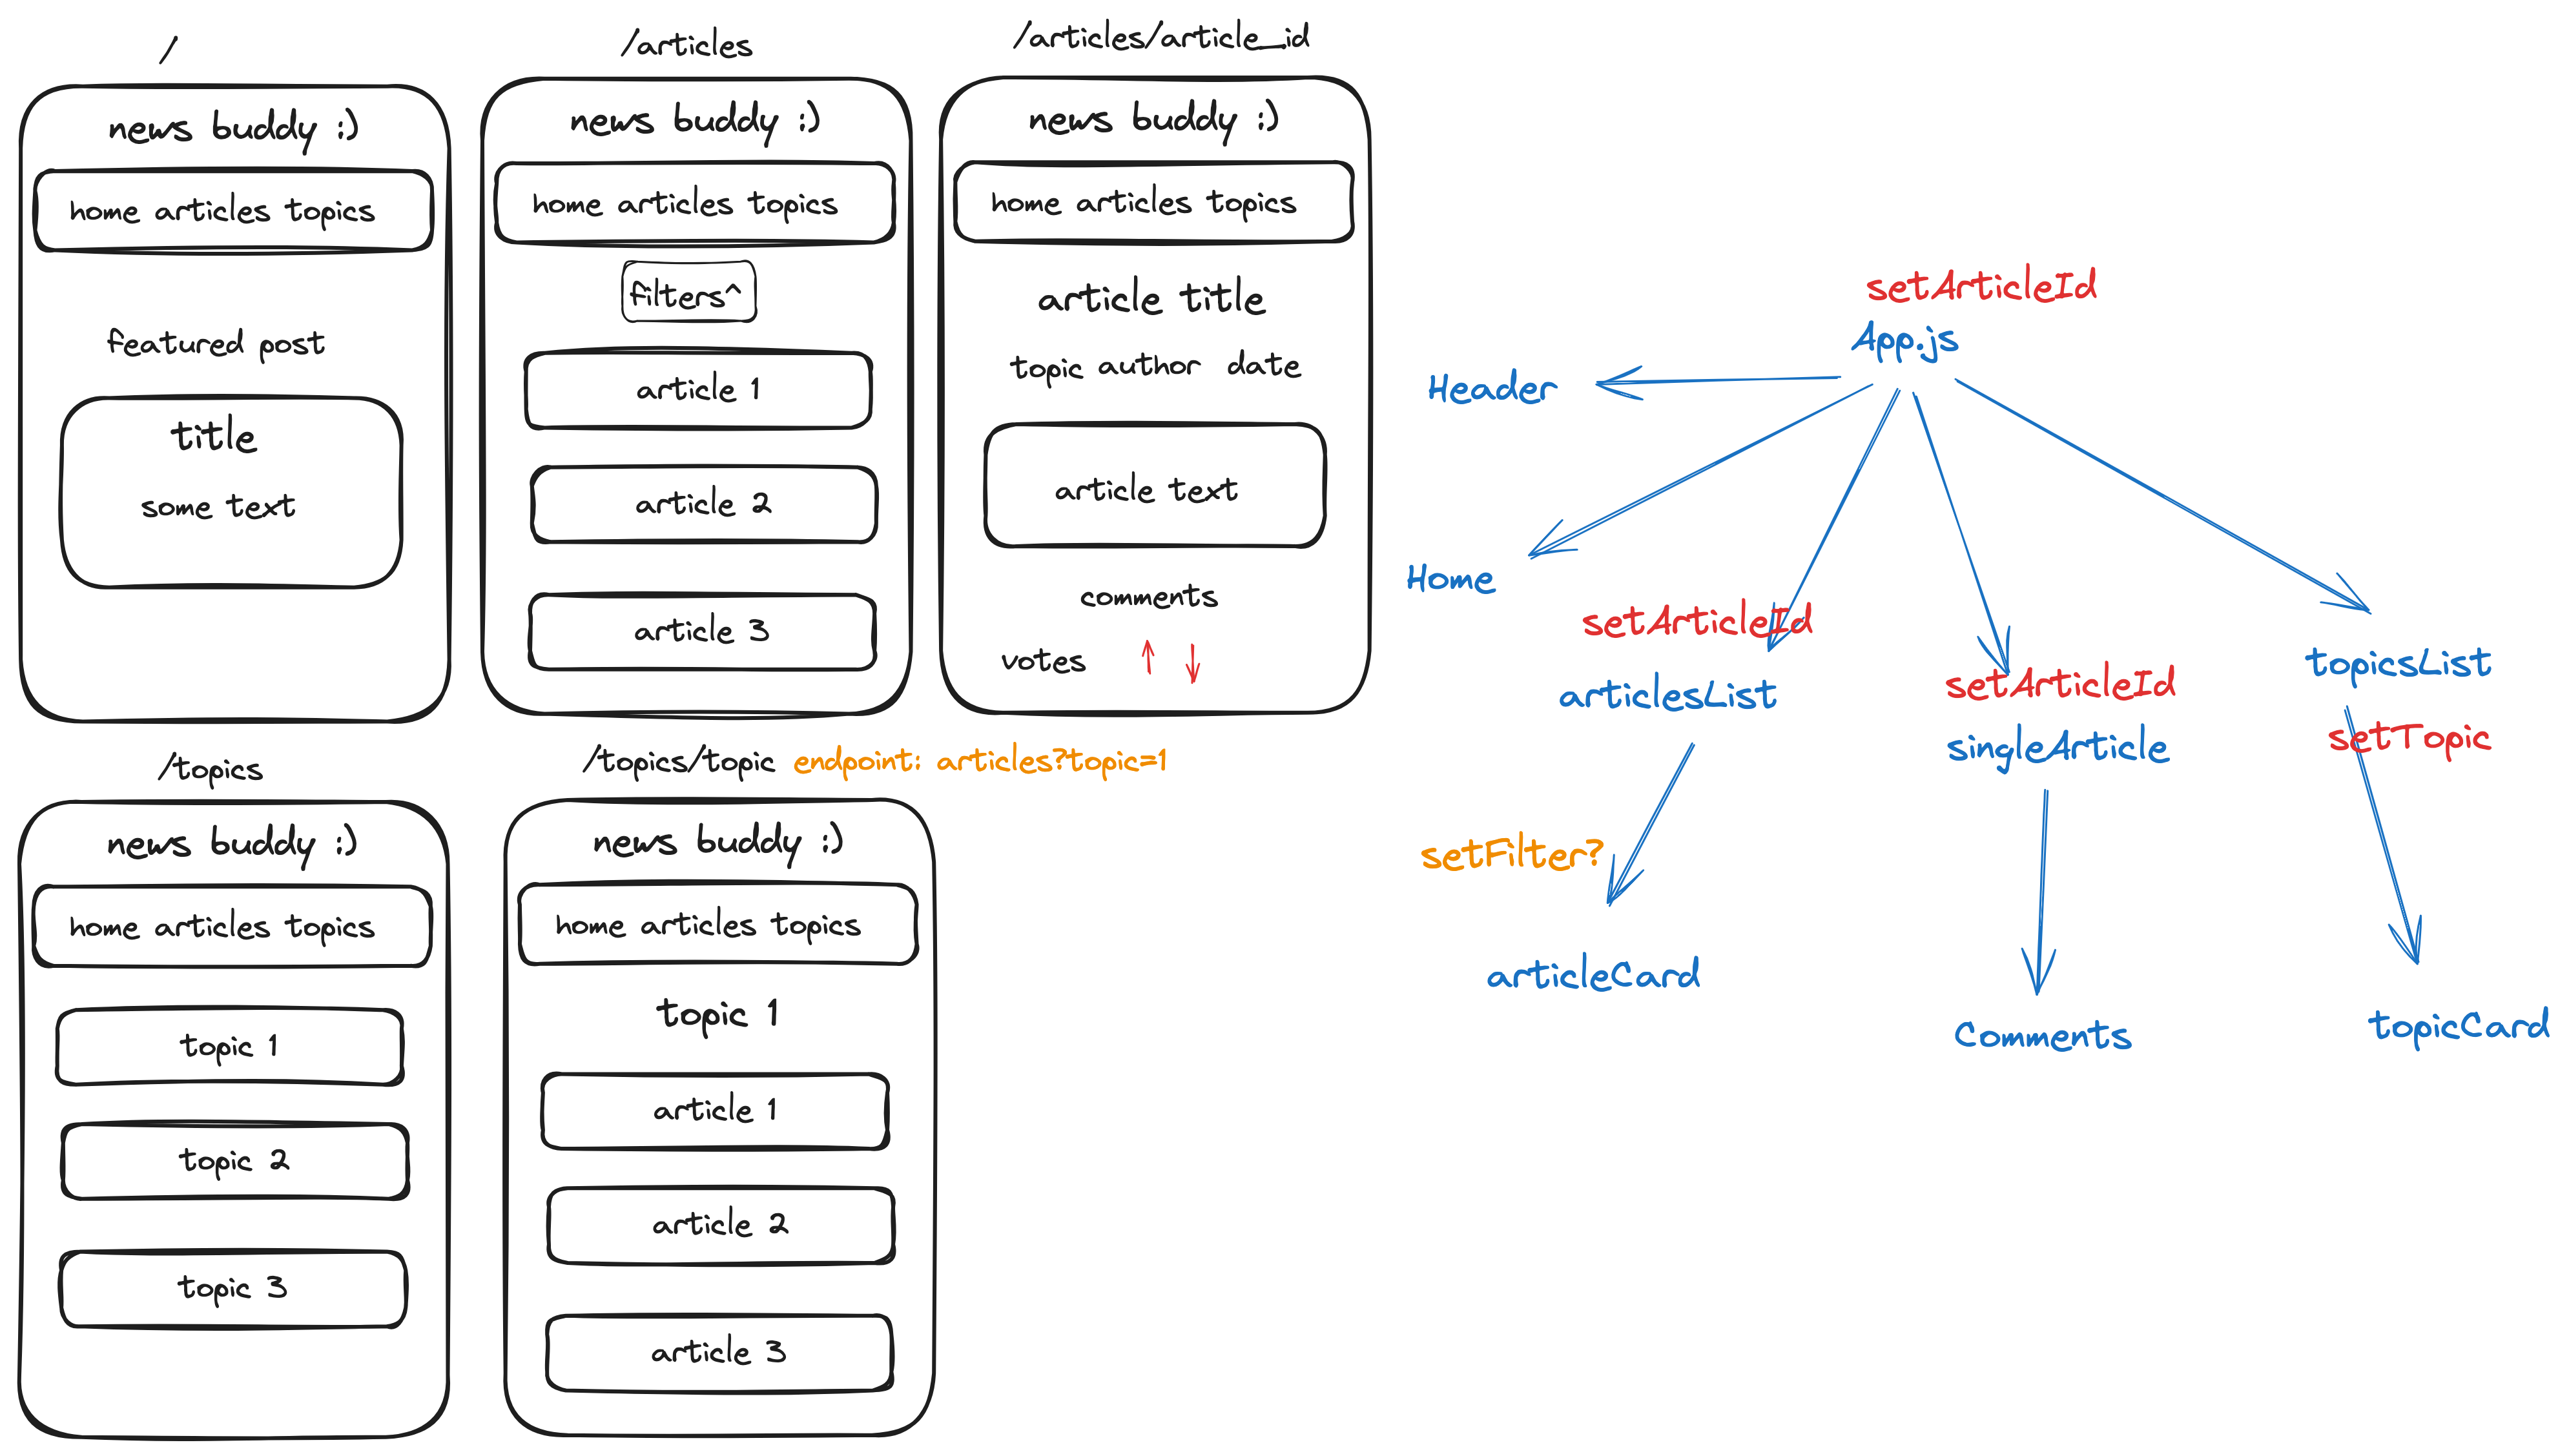 /
news buddy :)
home articles topics
featured post
title
some text
/articles
news buddy :)
home articles topics
filters^
article 1
article 2
article 3
/articles/article_id
news buddy :)
home articles topics
article title
topic author date
article text
comments
votes
/topics
news buddy :)
home articles topics
topic 1
topic 2
topic 3
/topics/topic endpoint: articles?topic=1
news buddy :)
home articles topics
topic 1
article 1
article 2
article 3
setArticleId
App.js
Header
Home
setArticleId
articlesList
setFilter?
articleCard
setArticleId
singleArticle
Comments
topicsList
setTopic
topicCard